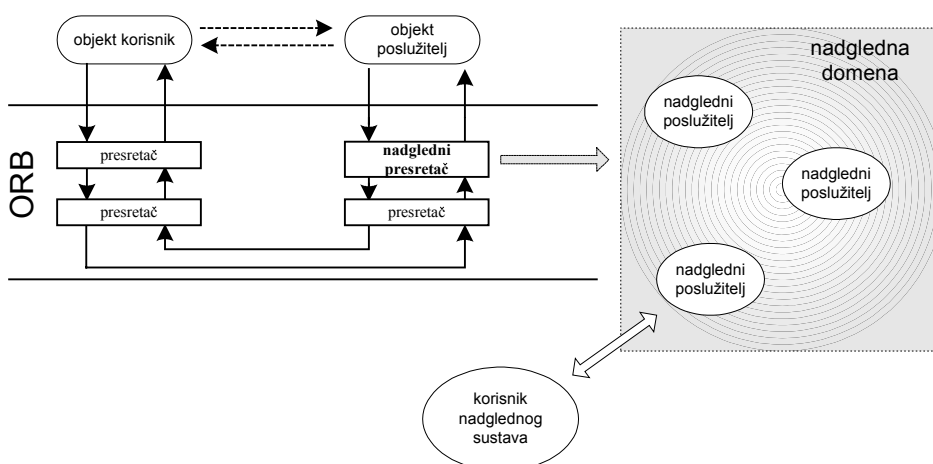 objekt korisnik
objekt
poslužitelj
nadgledna
domena
nadgledni
poslužitelj
ORB
presretač
nadgledni
presretač
nadgledni
poslužitelj
presretač
presretač
nadgledni
poslužitelj
korisnik
nadglednog
sustava